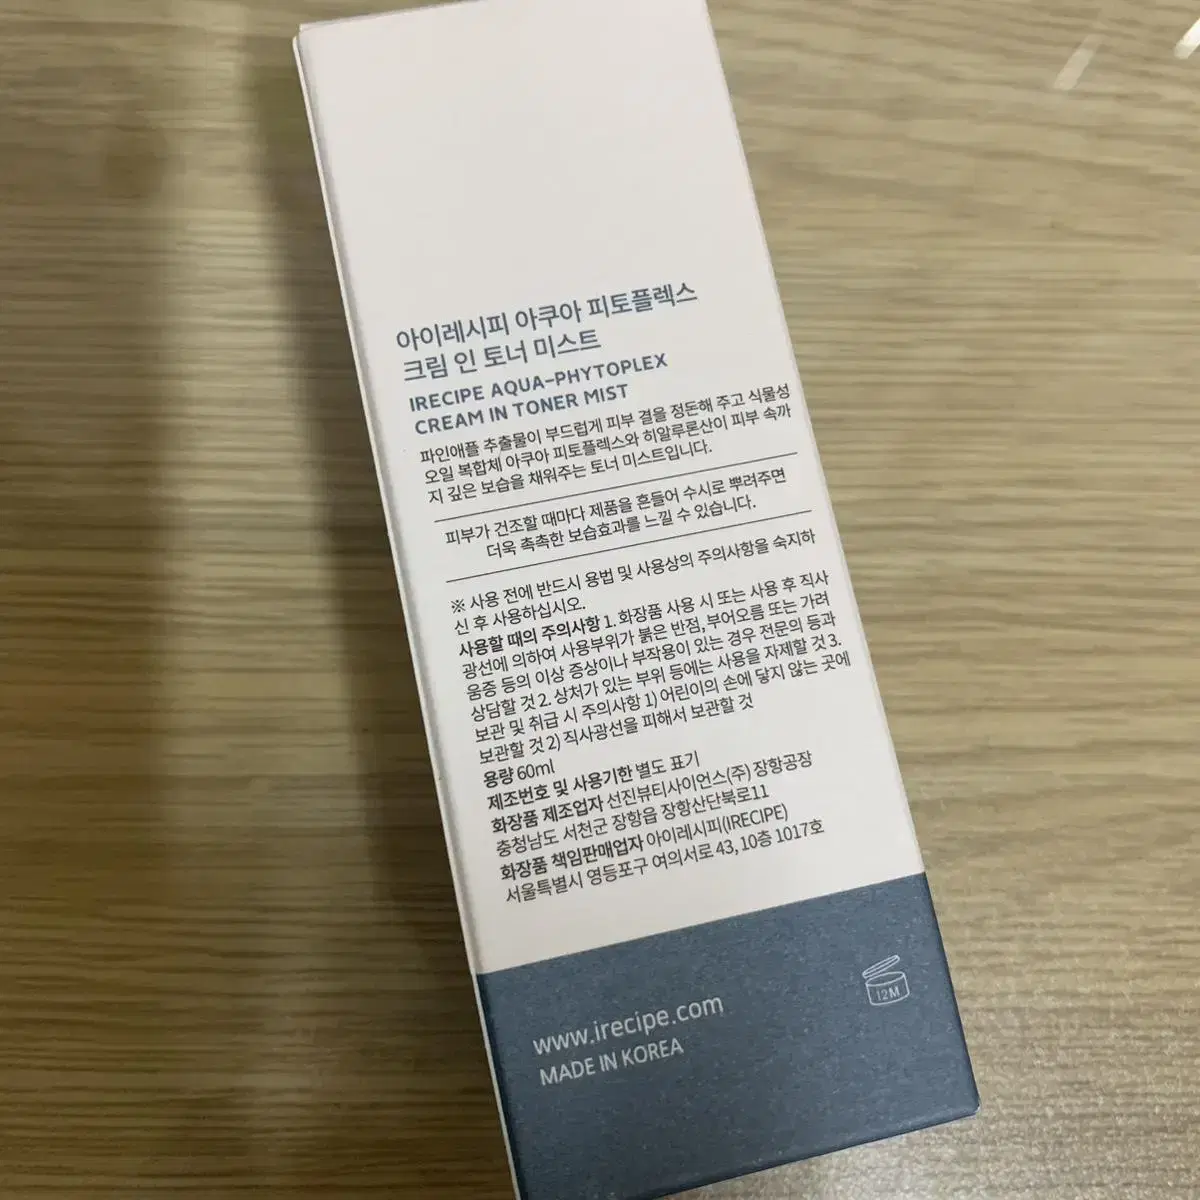 아이레시피 아쿠아 피토플렉스
크림 인 토너 미스트
IRECIPE AQUA-PHYTOPLEX
CREAM IN TONER MIST
파인애플 추출물이 부드럽게 피부 결을 정돈해 주고 식물성
오일 복합체 아쿠아 피토플렉스와 히알루론산이 피부 속까
지 깊은 보습을 채워주는 토너 미스트입니다.
피부가 건조할 때마다 제품을 흔들어 수시로 뿌려주면
더욱 촉촉한 보습효과를 느낄 수 있습니다.
※ 사용 전에 반드시 용법 및 사용상의 주의사항을 숙지하
신 후 사용하십시오.
사용할 때의 주의사항 1. 화장품 사용 시 또는 사용 후 직사
광선에 의하여 사용부위가 붉은 반점, 부어오름 또는 가려
움증 등의 이상 증상이나 부작용이 있는 경우 전문의 등과
상담할 것 2. 상처가 있는 부위 등에는 사용을 자제할 것 3.
보관 및 취급 시 주의사항 1) 어린이의 손에 닿지 않는 곳에
보관할 것 2) 직사광선을 피해서 보관할 것
용량 60ml
제조번호 및 사용기한 별도 표기
화장품 제조업자 선진뷰티사이언스(주) 장항공장
충청남도 서천군 장항읍 장항산단북로11
화장품 책임판매업자 아이레시피(IRECIPE)
서울특별시 영등포구 여의서로 43, 10층 1017호
12M
www.irecipe.com
MADE IN KOREA